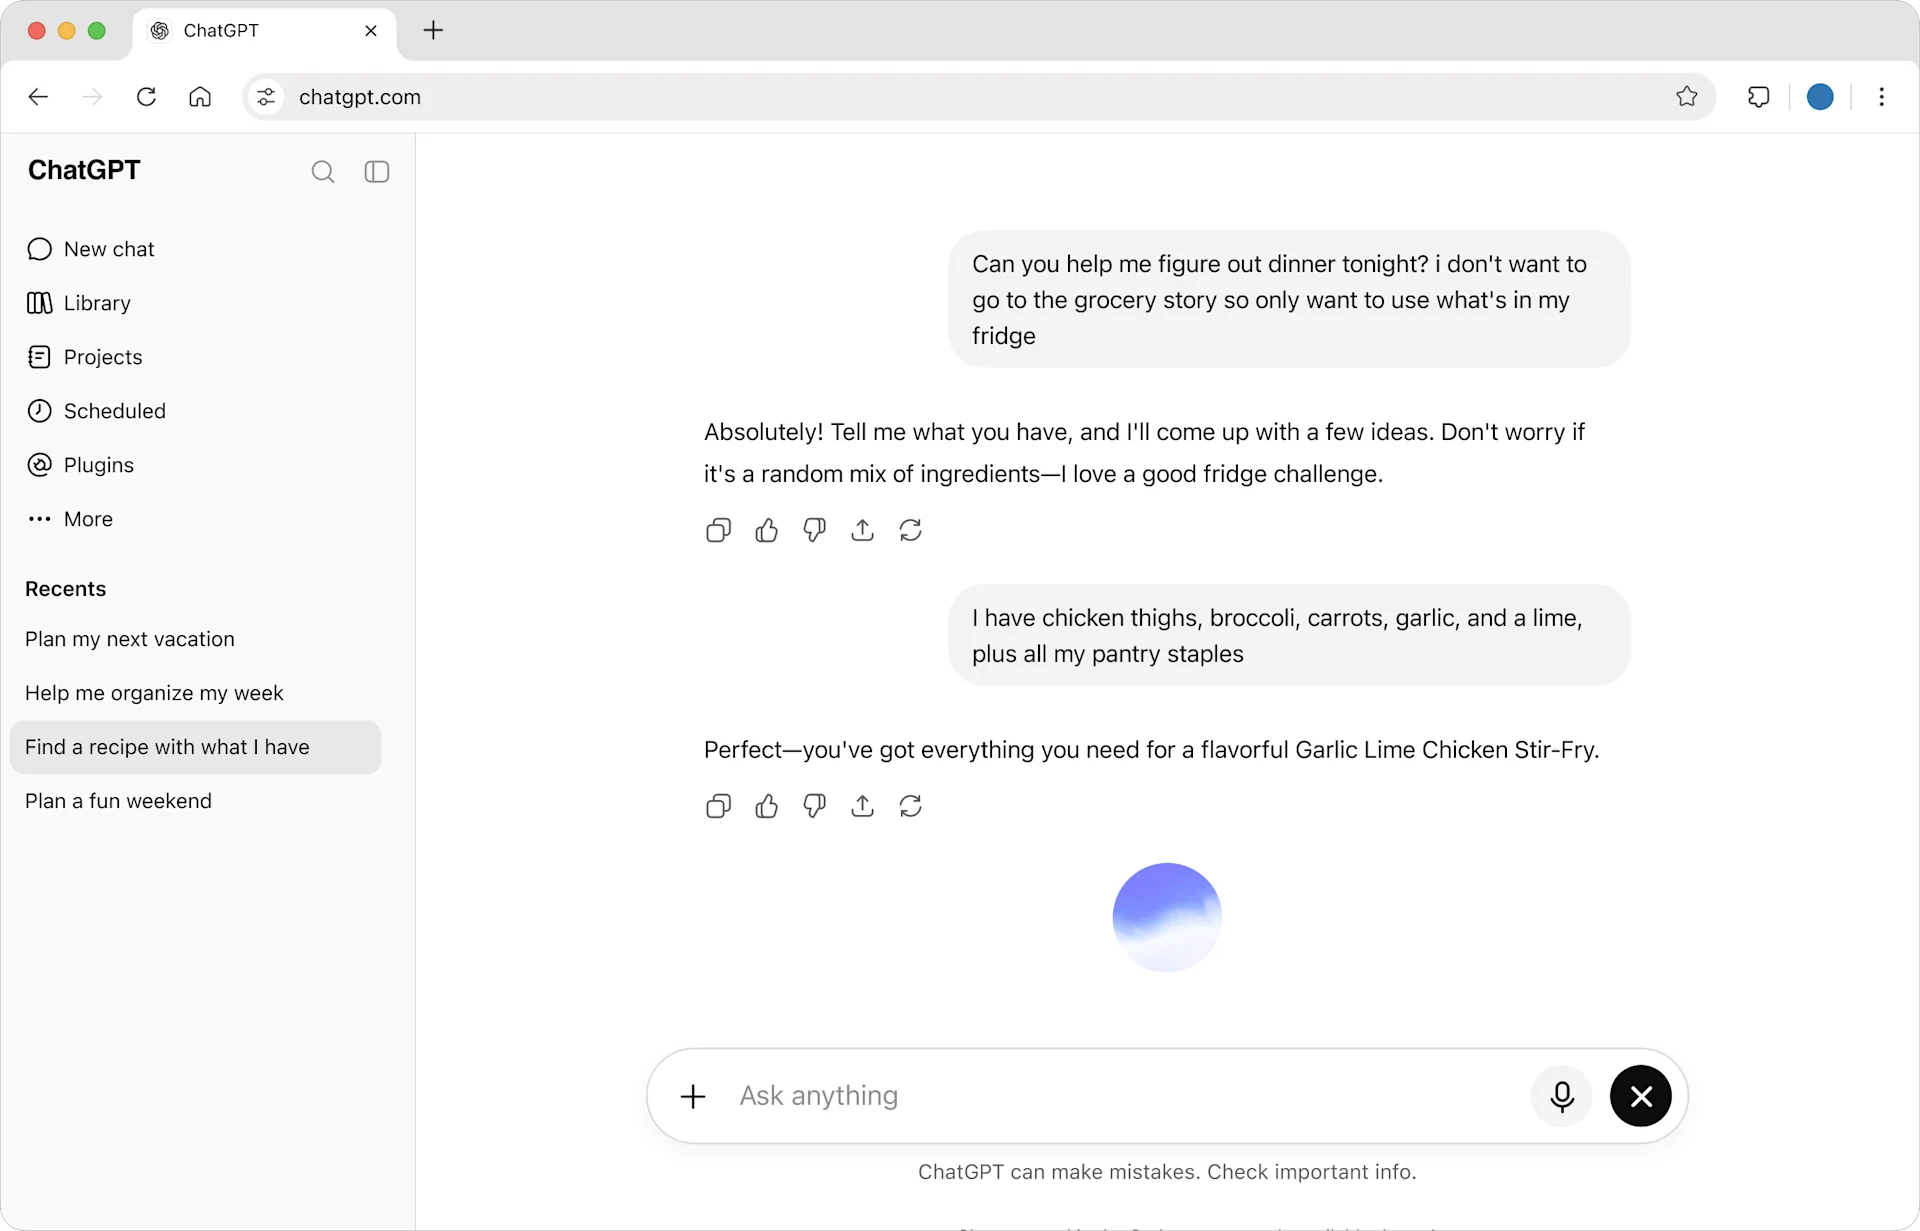 ChatGPT
chatgpt.com
ChatGPT
New chat
Library
Projects
Scheduled
Plugins
More
Recents
Plan my next vacation
Help me organize my week
Find a recipe with what I have
Plan a fun weekend
Can you help me figure out dinner tonight? i don't want to
go to the grocery story so only want to use what's in my
fridge
Absolutely! Tell me what you have, and I'll come up with a few ideas. Don't worry if
it's a random mix of ingredients—I love a good fridge challenge.
I have chicken thighs, broccoli, carrots, garlic, and a lime,
plus all my pantry staples
Perfect—you've got everything you need for a flavorful Garlic Lime Chicken Stir-Fry.
Ask anything
ChatGPT can make mistakes. Check important info.